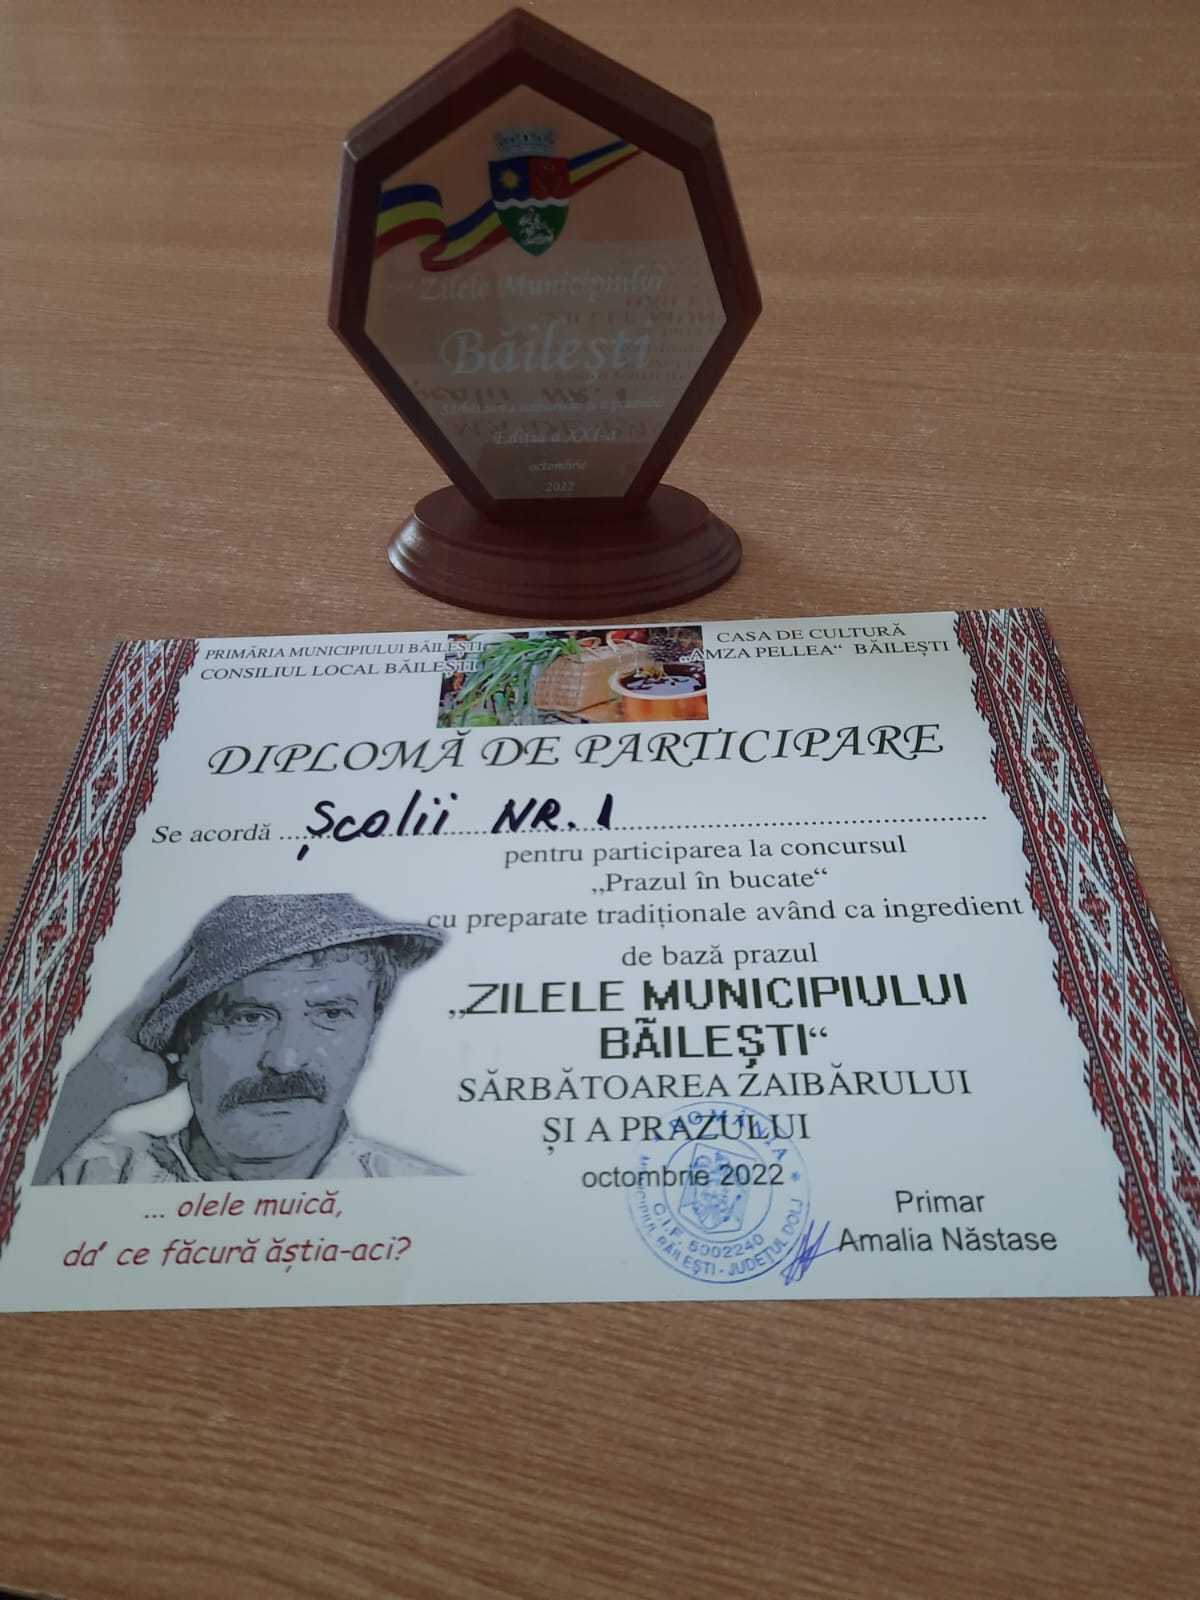 Zilele Municipiului
Băilești
Sărbătoarea zaibărului și a prazului
Ediția a XXI-a
octombrie
2022
PRIMĂRIA MUNICIPIULUI BĂILEȘTI
CONSILIUL LOCAL BĂILEȘTI
CASA DE CULTURĂ
„AMZA PELLEA“ BĂILEȘTI
DIPLOMĂ DE PARTICIPARE
Se acordă ....Școlii NR. 1....
pentru participarea la concursul
„Prazul în bucate“
cu preparate tradiționale având ca ingredient
de bază prazul
„ZILELE MUNICIPIULUI
BĂILEȘTI“
SĂRBĂTOAREA ZAIBĂRULUI
ȘI A PRAZULUI
octombrie 2022
ROMÂNIA
C.I.F. 5002240
MUNICIPIUL BĂILEȘTI - JUDEȚUL DOLJ
Primar
Amalia Năstase
... olele muică,
da' ce făcură ăștia-aci?